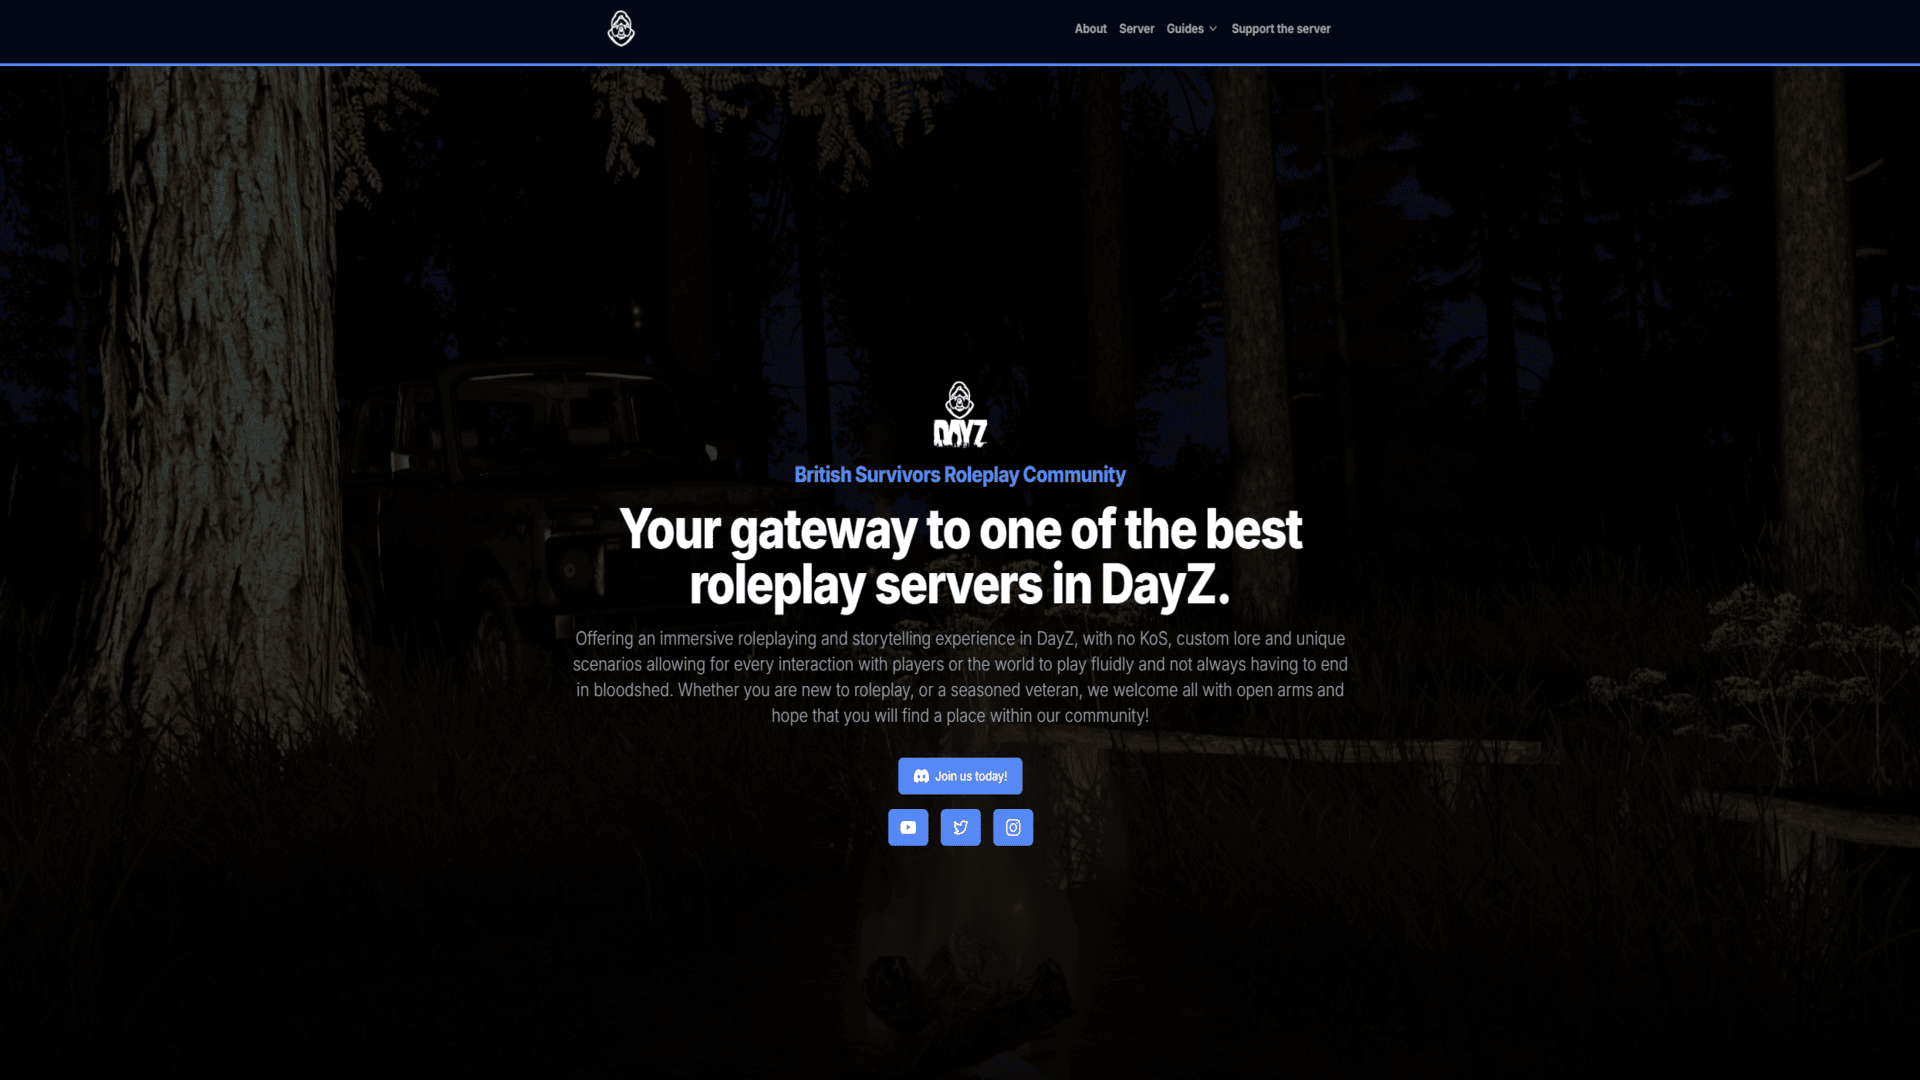 About Server Guides Support the server
DAYZ
British Survivors Roleplay Community
Your gateway to one of the best
roleplay servers in DayZ.
Offering an immersive roleplaying and storytelling experience in DayZ, with no KoS, custom lore and unique
scenarios allowing for every interaction with players or the world to play fluidly and not always having to end
in bloodshed. Whether you are new to roleplay, or a seasoned veteran, we welcome all with open arms and
hope that you will find a place within our community!
Join us today!